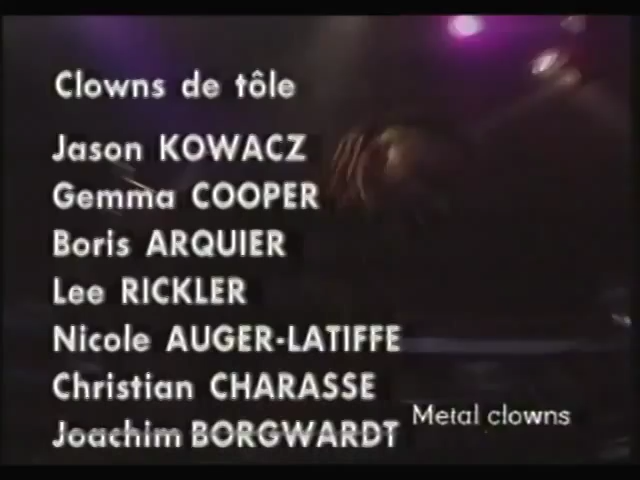 Clowns de tôle
Jason KOWACZ
Gemma COOPER
Boris ARQUIER
Lee RICKLER
Nicole AUGER-LATIFFE
Christian CHARASSE
Joachim BORGWARDT
Metal clowns